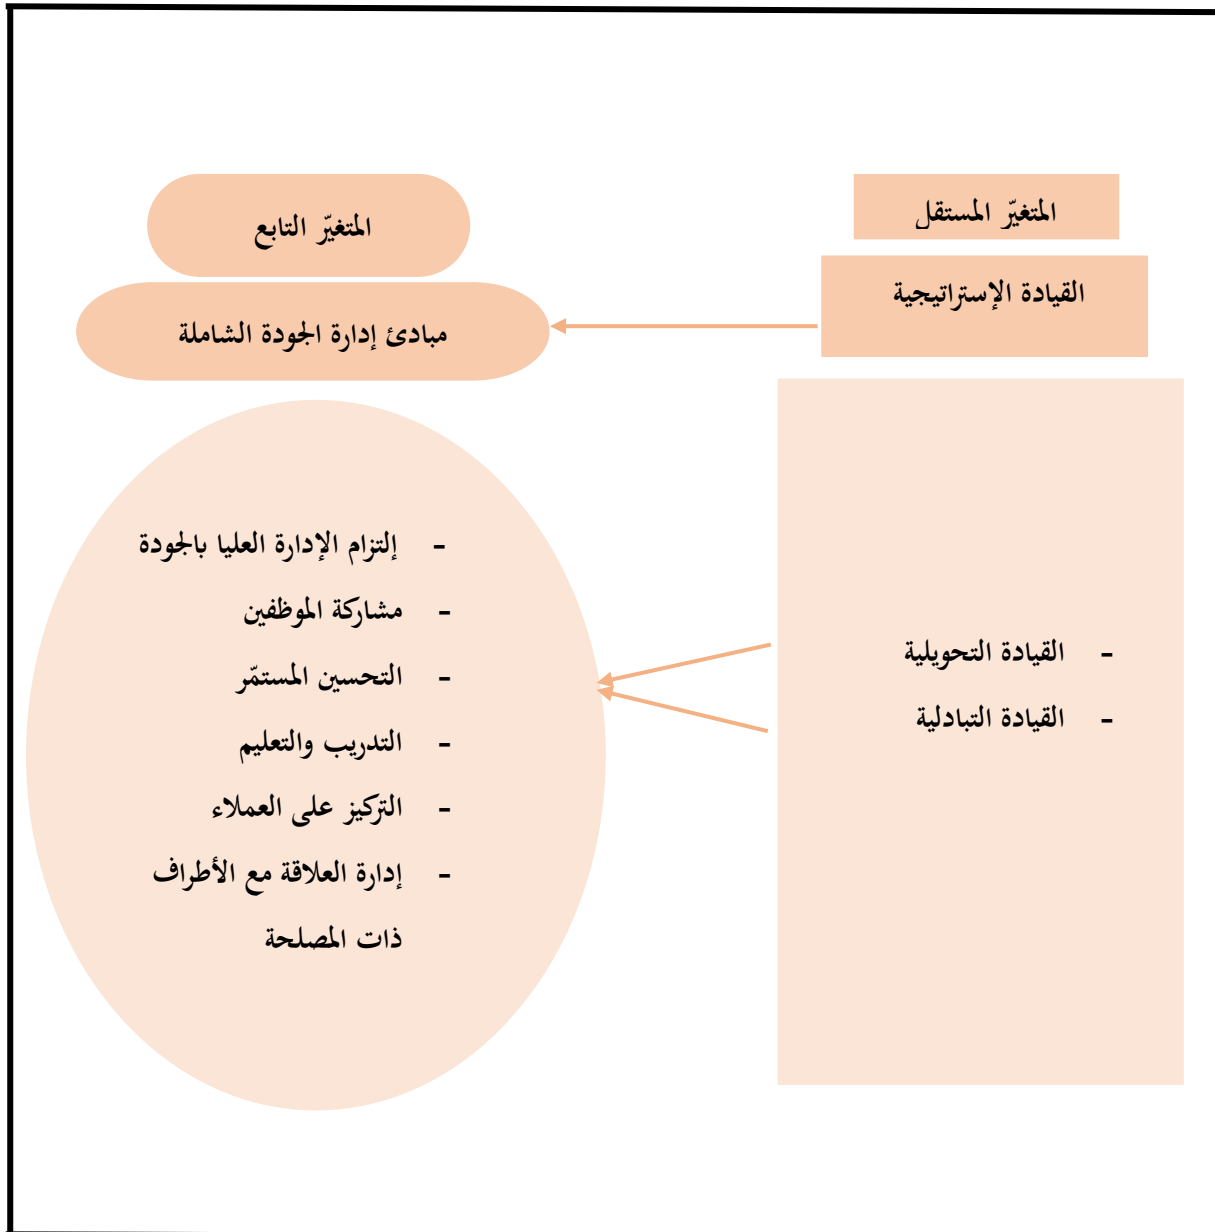 المتغيّر المستقل
القيادة الإستراتيجية
- القيادة التحويلية
- القيادة التبادلية
المتغيّر التابع
مبادئ إدارة الجودة الشاملة
- إلتزام الإدارة العليا بالجودة
- مشاركة الموظفين
- التحسين المستمّر
- التدريب والتعليم
- التركيز على العملاء
- إدارة العلاقة مع الأطراف
ذات المصلحة